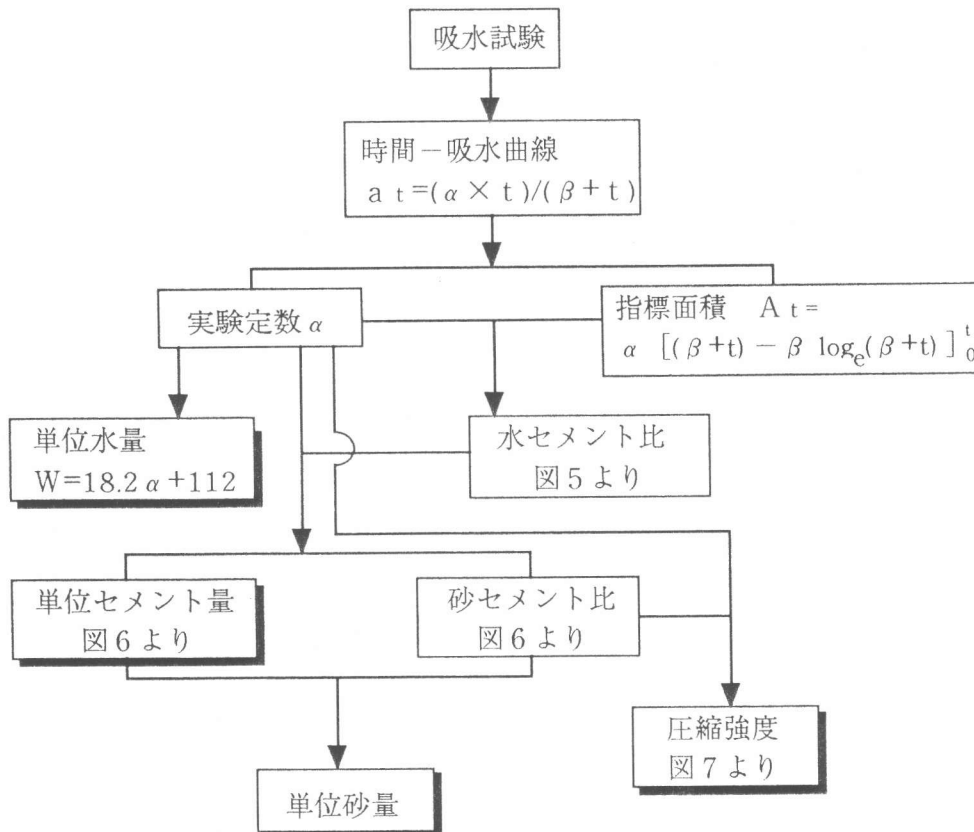 吸水試験
時間－吸水曲線
a t =( α × t )/( β + t )
実験定数 α
指標面積　A t =
α [( β +t) － β log_e( β +t) ]_0^t
単位水量
W=18.2 α +112
水セメント比
図5より
単位セメント量
図6より
砂セメント比
図6より
圧縮強度
図7より
単位砂量